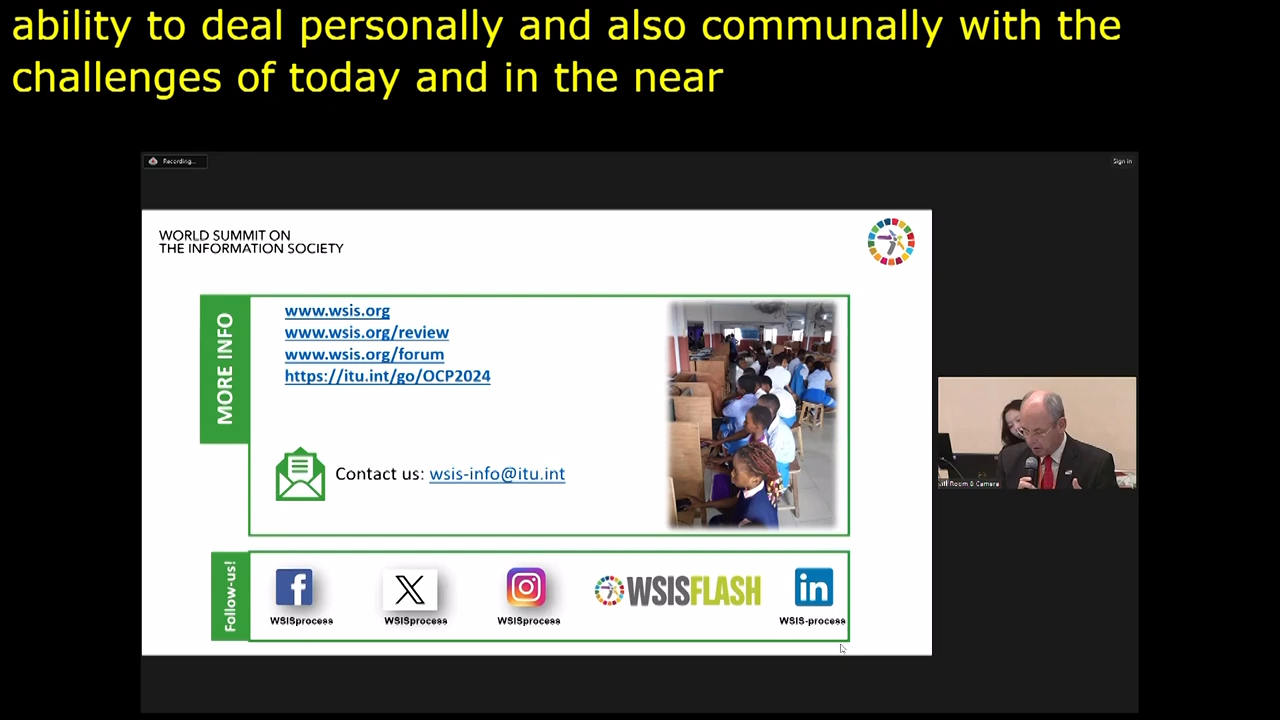 ability to deal personally and also communally with the
challenges of today and in the near
Recording...
Sign in
WORLD SUMMIT ON
THE INFORMATION SOCIETY
MORE INFO
www.wsis.org
www.wsis.org/review
www.wsis.org/forum
https://itu.int/go/OCP2024
Contact us: wsis-info@itu.int
Room & Camera
Follow-us!
WSISFLASH
WSISprocess
WSISprocess
WSISprocess
WSIS-process